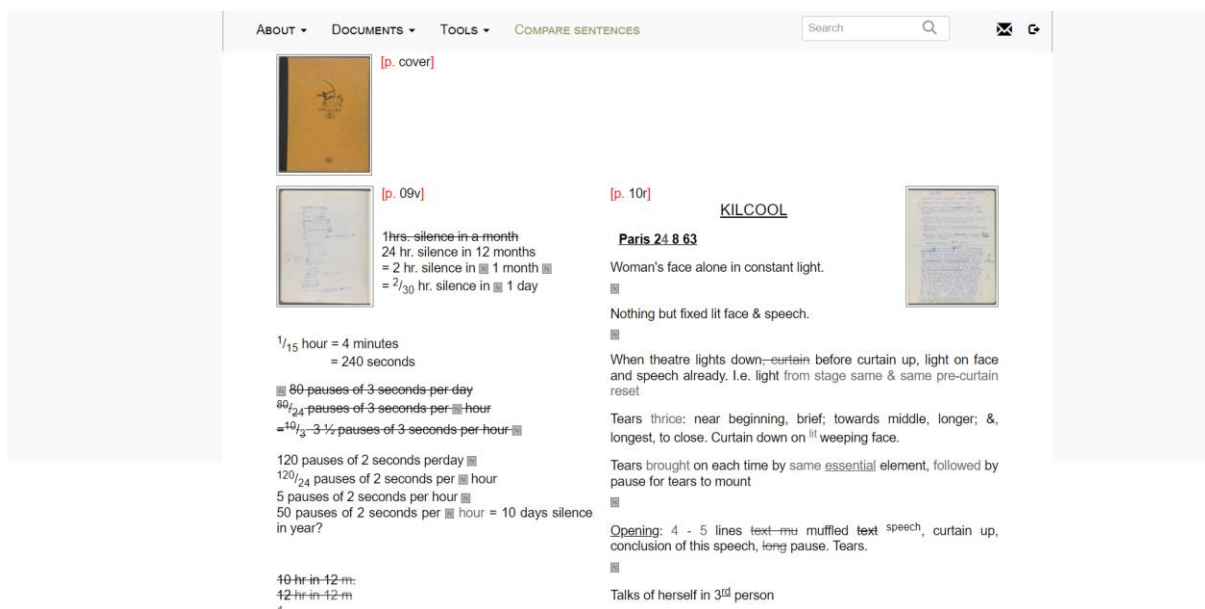 ABOUT DOCUMENTS TOOLS COMPARE SENTENCES Search
[p. cover]
[p. 09v]
1hrs. silence in a month
24 hr. silence in 12 months
= 2 hr. silence in N 1 month N
= 2/30 hr. silence in N 1 day
1/15 hour = 4 minutes
= 240 seconds
N 80 pauses of 3 seconds per day
80/24 pauses of 3 seconds per N hour
=10/3 3 ½ pauses of 3 seconds per hour N
120 pauses of 2 seconds perday N
120/24 pauses of 2 seconds per N hour
5 pauses of 2 seconds per hour N
50 pauses of 2 seconds per N hour = 10 days silence
in year?
10 hr in 12 m.
12 hr in 12 m
[p. 10r]
KILCOOL
Paris 24 8 63
Woman's face alone in constant light.
N
Nothing but fixed lit face & speech.
N
When theatre lights down, curtain before curtain up, light on face
and speech already. I.e. light from stage same & same pre-curtain
reset
Tears thrice: near beginning, brief; towards middle, longer; &,
longest, to close. Curtain down on lit weeping face.
Tears brought on each time by same essential element, followed by
pause for tears to mount
N
Opening: 4 - 5 lines text mu muffled text speech, curtain up,
conclusion of this speech, long pause. Tears.
N
Talks of herself in 3rd person